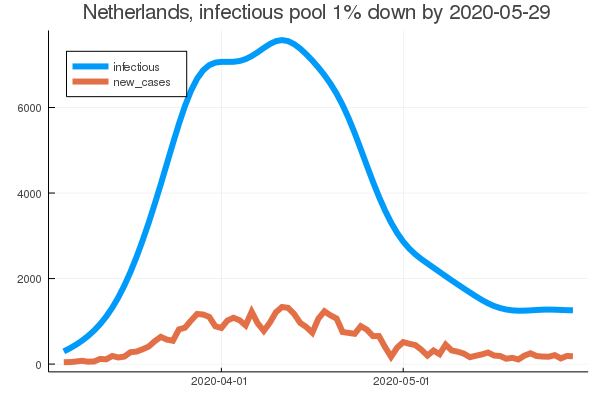 Netherlands, infectious pool 1% down by 2020-05-29
infectious
new_cases
6000
4000
2000
0
2020-04-01
2020-05-01